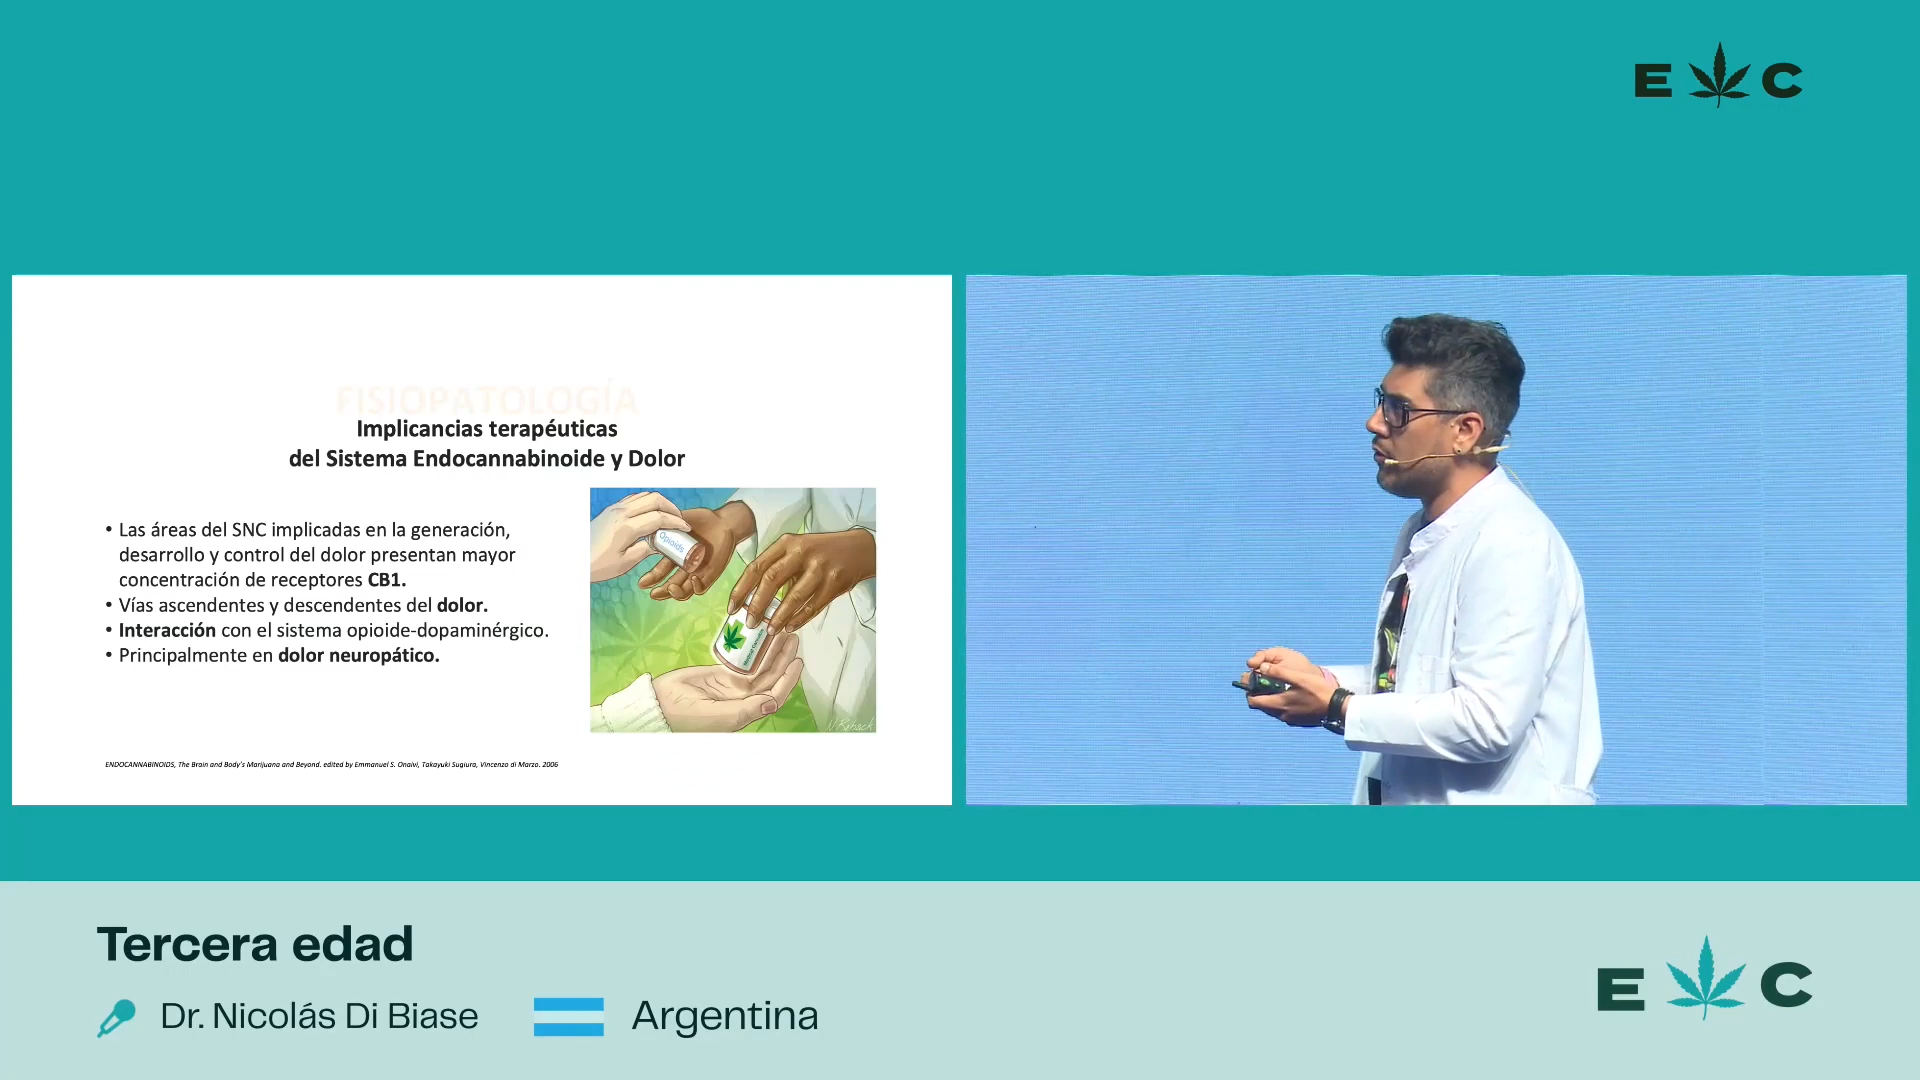 E C
FISIOPATOLOGÍA
Implicancias terapéuticas
del Sistema Endocannabinoide y Dolor
• Las áreas del SNC implicadas en la generación,
desarrollo y control del dolor presentan mayor
concentración de receptores CB1.
• Vías ascendentes y descendentes del dolor.
• Interacción con el sistema opioide-dopaminérgico.
• Principalmente en dolor neuropático.
Opioids
Medical Cannabis
N. Reback
ENDOCANNABINOIDS, The Brain and Body's Marijuana and Beyond. edited by Emmanuel S. Onaivi, Takayuki Sugiura, Vincenzo di Marzo. 2006
Tercera edad
Dr. Nicolás Di Biase
Argentina
E C